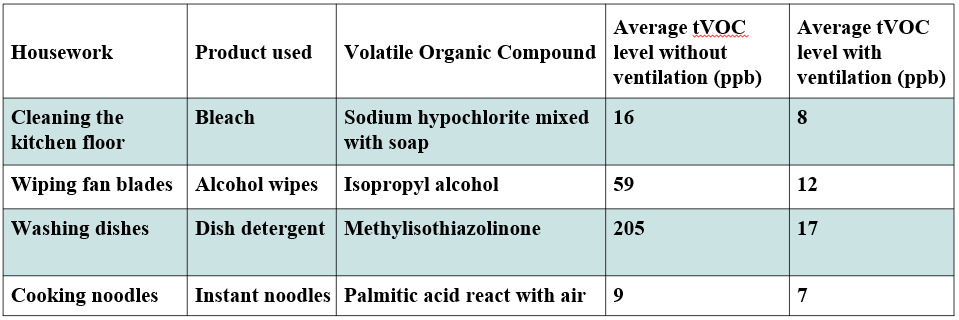 Housework
Product used
Volatile Organic Compound
Average tVOC
level without
ventilation (ppb)
Average tVOC
level with
ventilation (ppb)
Cleaning the
kitchen floor
Bleach
Sodium hypochlorite mixed
with soap
16
8
Wiping fan blades
Alcohol wipes
Isopropyl alcohol
59
12
Washing dishes
Dish detergent
Methylisothiazolinone
205
17
Cooking noodles
Instant noodles
Palmitic acid react with air
9
7